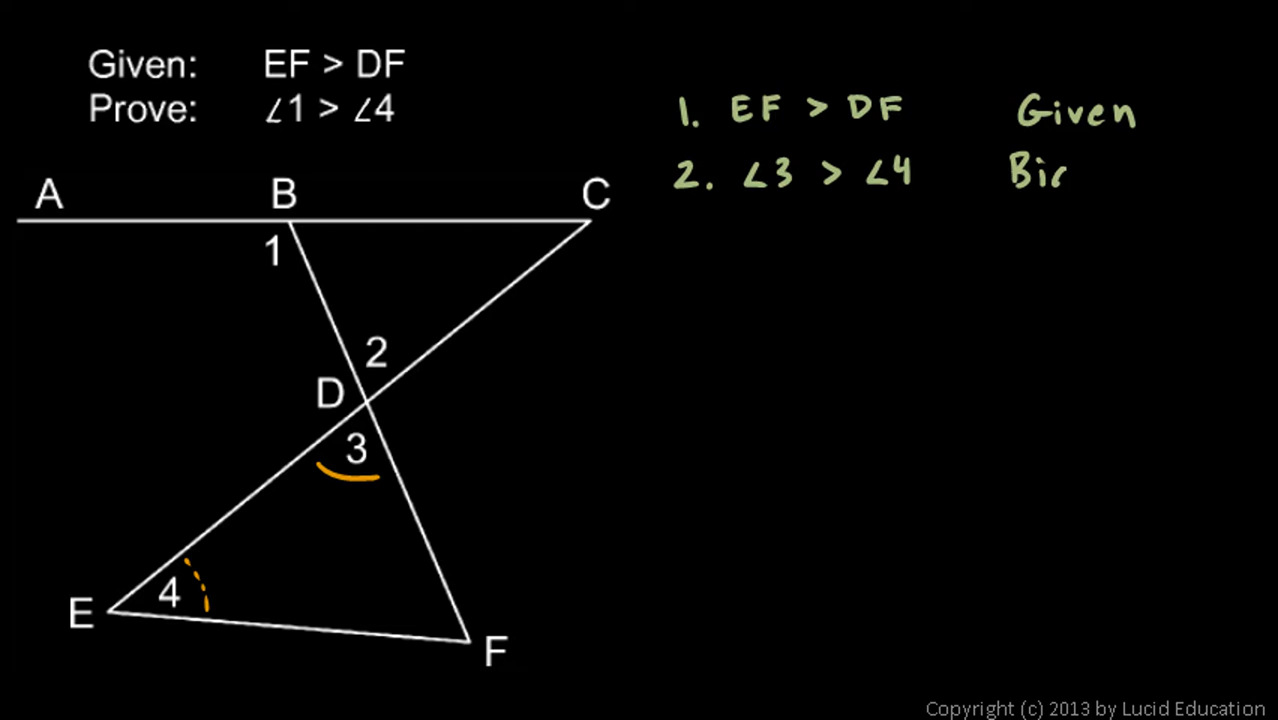 Given: EF > DF
Prove: ∠1 > ∠4
1. EF > DF Given
2. ∠3 > ∠4 Bic
A B C
1
2
D
3
4
E
F
Copyright (c) 2013 by Lucid Education